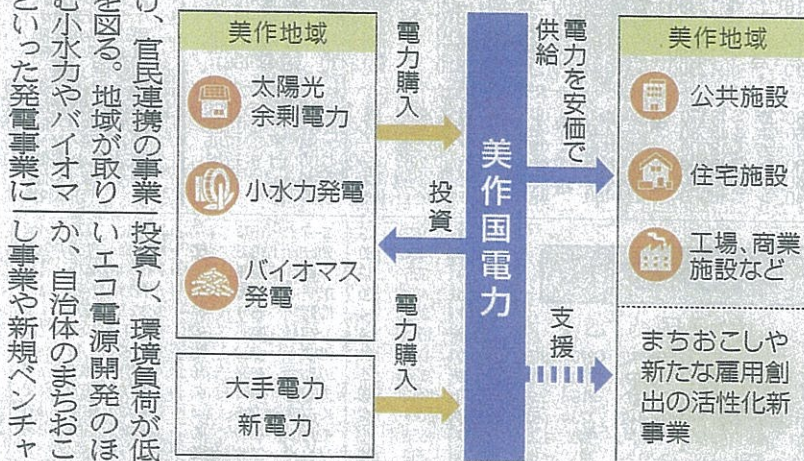 け、官民連携の事業
を図る。地域が取り
む小水力やバイオマ
といった発電事業に
投資し、環境負荷が低
いエコ電源開発のほ
か、自治体のまちおこ
し事業や新規ベンチャ
美作地域
太陽光
余剰電力
小水力発電
バイオマス
発電
大手電力
新電力
電力購入
投資
電力購入
美作国電力
電力を安価で
供給
支援
美作地域
公共施設
住宅施設
工場、商業
施設など
まちおこしや
新たな雇用創
出の活性化新
事業